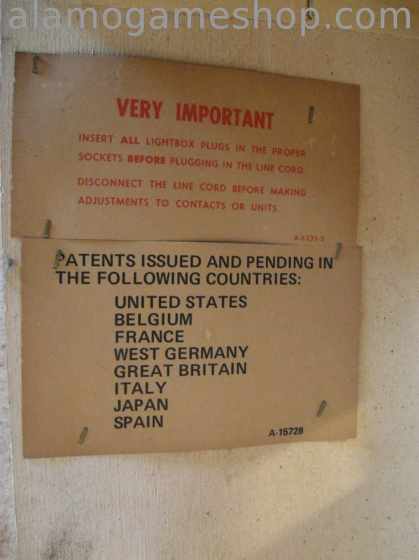 alamogameshop.com
VERY IMPORTANT
INSERT ALL LIGHTBOX PLUGS IN THE PROPER
SOCKETS BEFORE PLUGGING IN THE LINE CORD.
DISCONNECT THE LINE CORD BEFORE MAKING
ADJUSTMENTS TO CONTACTS OR UNITS.
A-6335-2
PATENTS ISSUED AND PENDING IN
THE FOLLOWING COUNTRIES:
UNITED STATES
BELGIUM
FRANCE
WEST GERMANY
GREAT BRITAIN
ITALY
JAPAN
SPAIN
A-15728